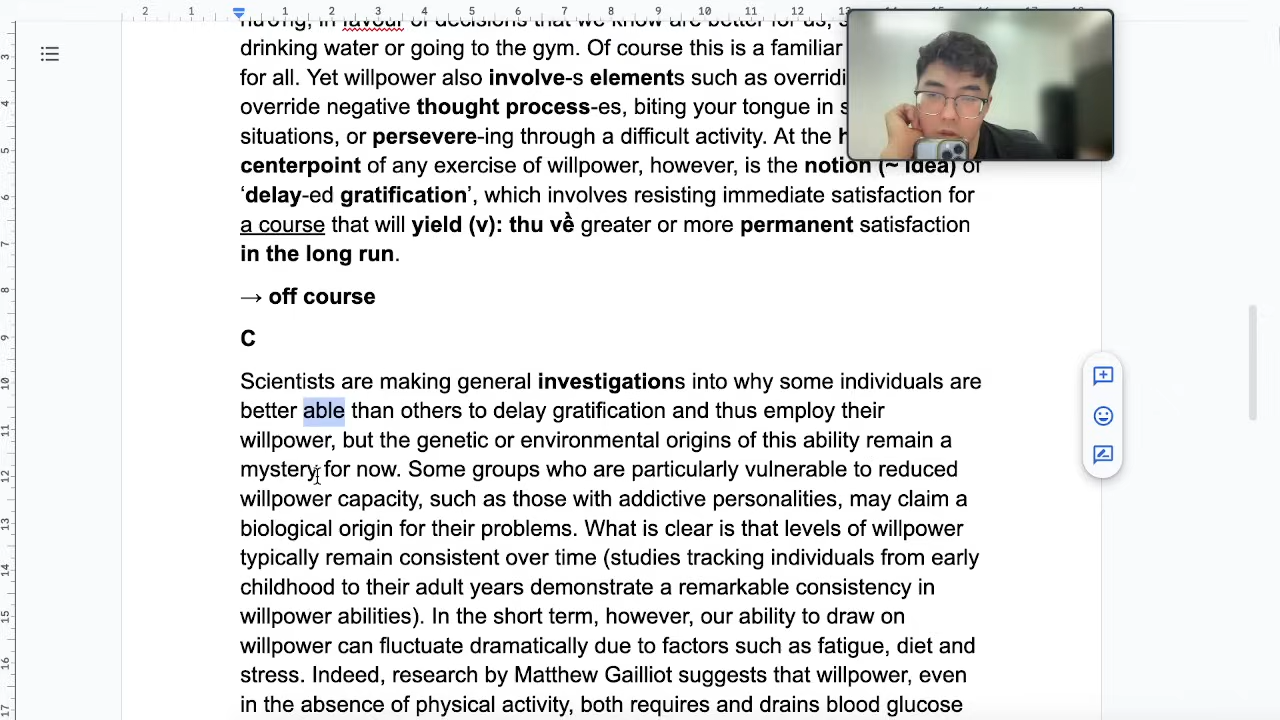 drinking water or going to the gym. Of course this is a familiar
for all. Yet willpower also involve-s elements such as
override negative thought process-es, biting your tongue in
situations, or persevere-ing through a difficult activity. At the
centerpoint of any exercise of willpower, however, is the notion (~ idea) of
‘delay-ed gratification’, which involves resisting immediate satisfaction for
a course that will yield (v): thu về greater or more permanent satisfaction
in the long run.
→ off course
C
Scientists are making general investigations into why some individuals are
better able than others to delay gratification and thus employ their
willpower, but the genetic or environmental origins of this ability remain a
mystery for now. Some groups who are particularly vulnerable to reduced
willpower capacity, such as those with addictive personalities, may claim a
biological origin for their problems. What is clear is that levels of willpower
typically remain consistent over time (studies tracking individuals from early
childhood to their adult years demonstrate a remarkable consistency in
willpower abilities). In the short term, however, our ability to draw on
willpower can fluctuate dramatically due to factors such as fatigue, diet and
stress. Indeed, research by Matthew Gailliot suggests that willpower, even
in the absence of physical activity, both requires and drains blood glucose